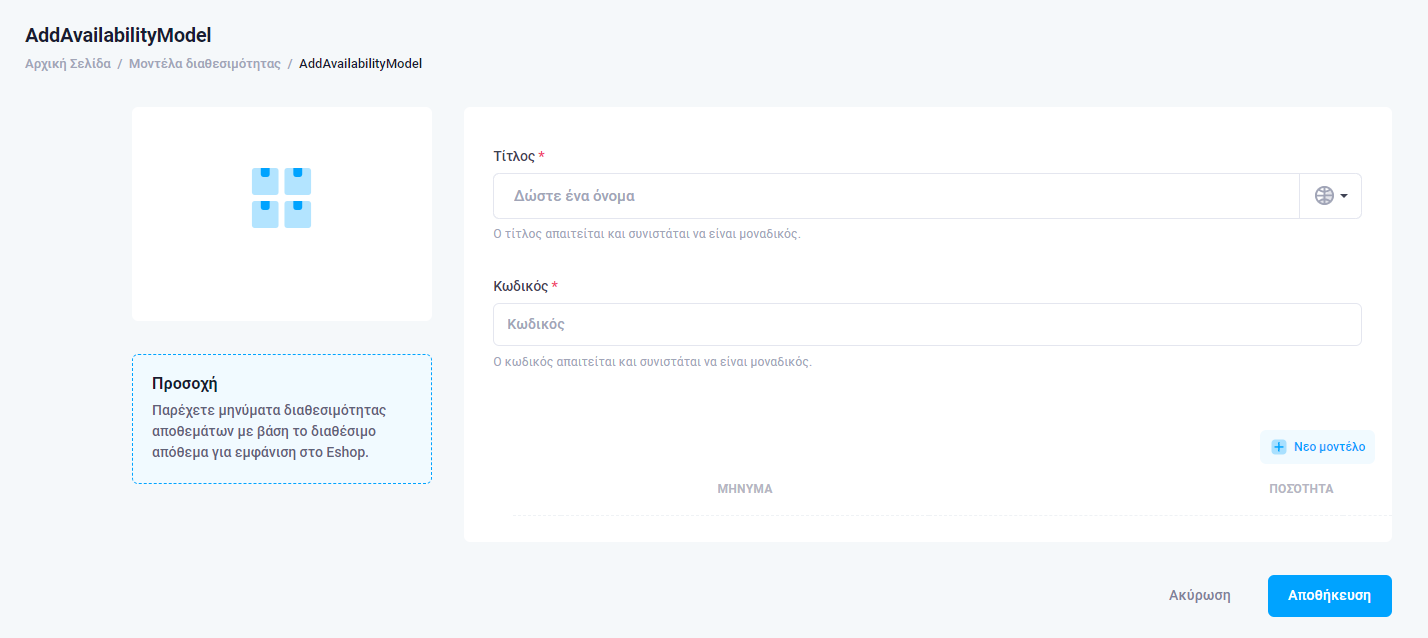 AddAvailabilityModel
Αρχική Σελίδα / Μοντέλα διαθεσιμότητας / AddAvailabilityModel
Τίτλος *
Δώστε ένα όνομα
Ο τίτλος απαιτείται και συνιστάται να είναι μοναδικός.
Κωδικός *
Κωδικός
Ο κωδικός απαιτείται και συνιστάται να είναι μοναδικός.
Προσοχή
Παρέχετε μηνύματα διαθεσιμότητας
αποθεμάτων με βάση το διαθέσιμο
απόθεμα για εμφάνιση στο Eshop.
Νεο μοντέλο
ΜΗΝΥΜΑ ΠΟΣΌΤΗΤΑ
Ακύρωση Αποθήκευση